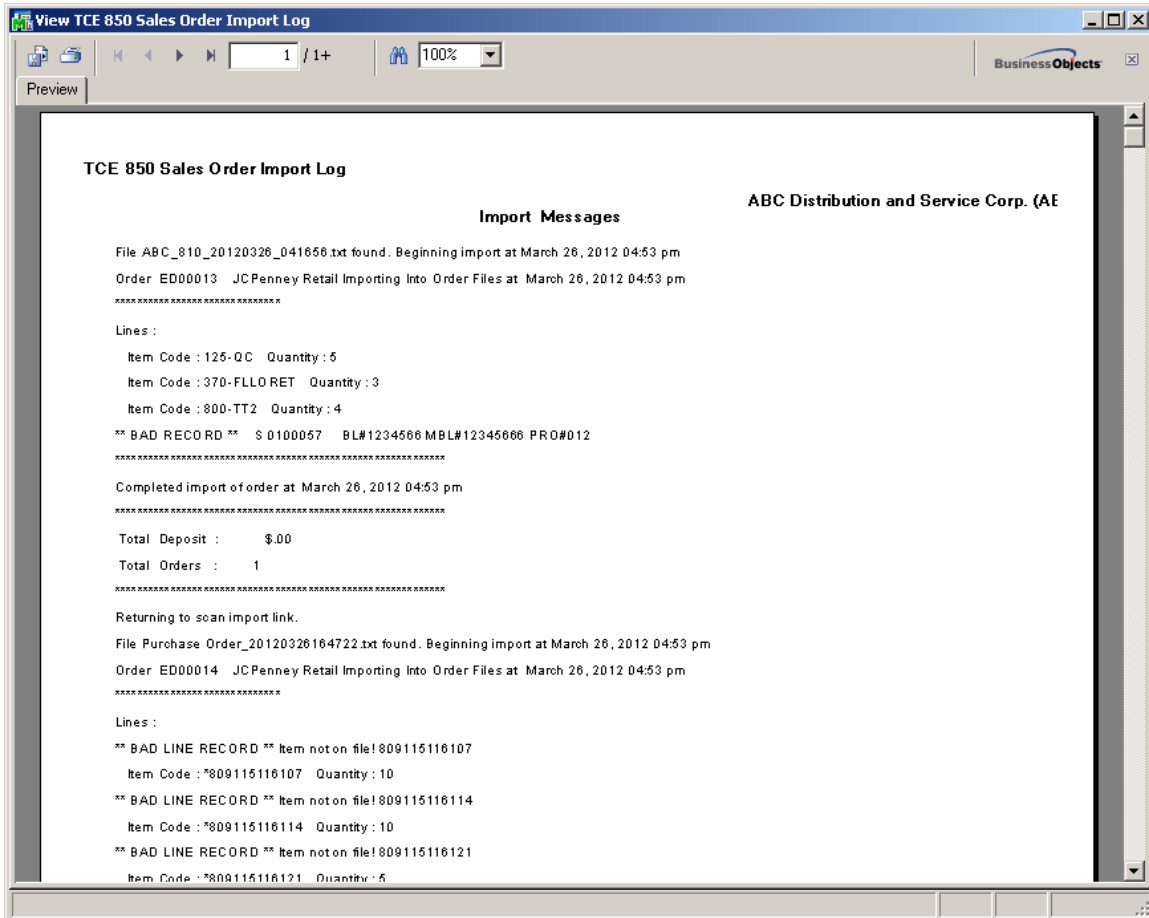 View TCE 850 Sales Order Import Log
1 / 1+ 100% BusinessObjects
Preview
TCE 850 Sales Order Import Log
ABC Distribution and Service Corp. (AE
Import Messages
File ABC_810_20120326_041656.txt found. Beginning import at March 26, 2012 04:53 pm
Order ED00013 JCPenney Retail Importing Into Order Files at March 26, 2012 04:53 pm
******************************
Lines :
Item Code : 125-QC Quantity : 5
Item Code : 370-FLLORET Quantity : 3
Item Code : 800-TT2 Quantity : 4
** BAD RECORD ** S 0100057 BL#1234566 MBL#12345666 PRO#012
************************************************************
Completed import of order at March 26, 2012 04:53 pm
************************************************************
Total Deposit : $.00
Total Orders : 1
************************************************************
Returning to scan import link.
File Purchase Order_20120326164722.txt found. Beginning import at March 26, 2012 04:53 pm
Order ED00014 JCPenney Retail Importing Into Order Files at March 26, 2012 04:53 pm
******************************
Lines :
** BAD LINE RECORD ** Item not on file! 809115116107
Item Code : *809115116107 Quantity : 10
** BAD LINE RECORD ** Item not on file! 809115116114
Item Code : *809115116114 Quantity : 10
** BAD LINE RECORD ** Item not on file! 809115116121
Item Code : *809115116121 Quantity : 5